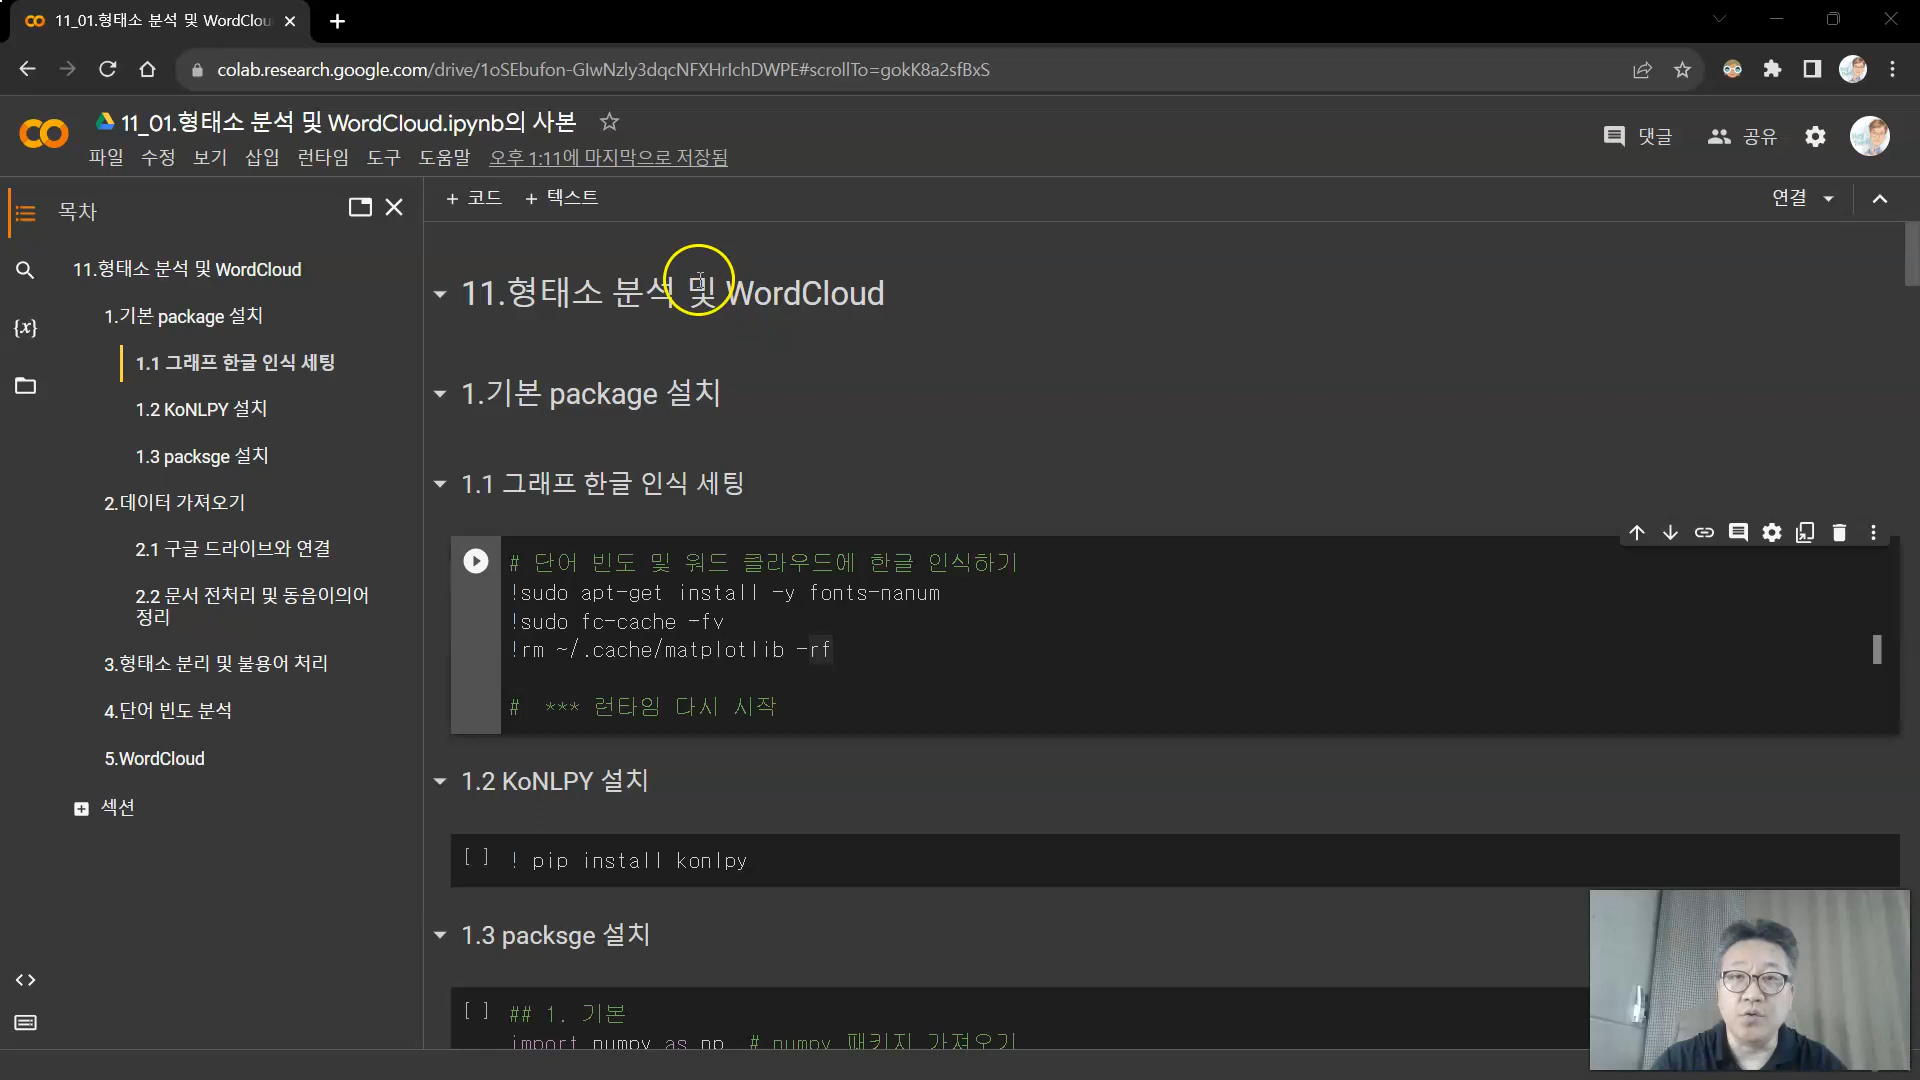 11_01.형태소 분석 및 WordClou
colab.research.google.com/drive/1oSEbufon-GIwNzly3dqcNFXHrIchDWPE#scrollTo=gokK8a2sfBxS
11_01.형태소 분석 및 WordCloud.ipynb의 사본
댓글
공유
파일 수정 보기 삽입 런타임 도구 도움말 오후 1:11에 마지막으로 저장됨
목차
+ 코드 + 텍스트
연결
11.형태소 분석 및 WordCloud
1.기본 package 설치
1.1 그래프 한글 인식 세팅
1.2 KoNLPY 설치
1.3 packsge 설치
2.데이터 가져오기
2.1 구글 드라이브와 연결
2.2 문서 전처리 및 동음이의어
정리
3.형태소 분리 및 불용어 처리
4.단어 빈도 분석
5.WordCloud
섹션
{x}
11.형태소 분석 및 WordCloud
1.기본 package 설치
1.1 그래프 한글 인식 세팅
# 단어 빈도 및 워드 클라우드에 한글 인식하기
!sudo apt-get install -y fonts-nanum
!sudo fc-cache -fv
!rm ~/.cache/matplotlib -rf
# *** 런타임 다시 시작
1.2 KoNLPY 설치
[ ] ! pip install konlpy
1.3 packsge 설치
[ ] ## 1. 기본
import numpy as np # numpy 패키지 가져오기